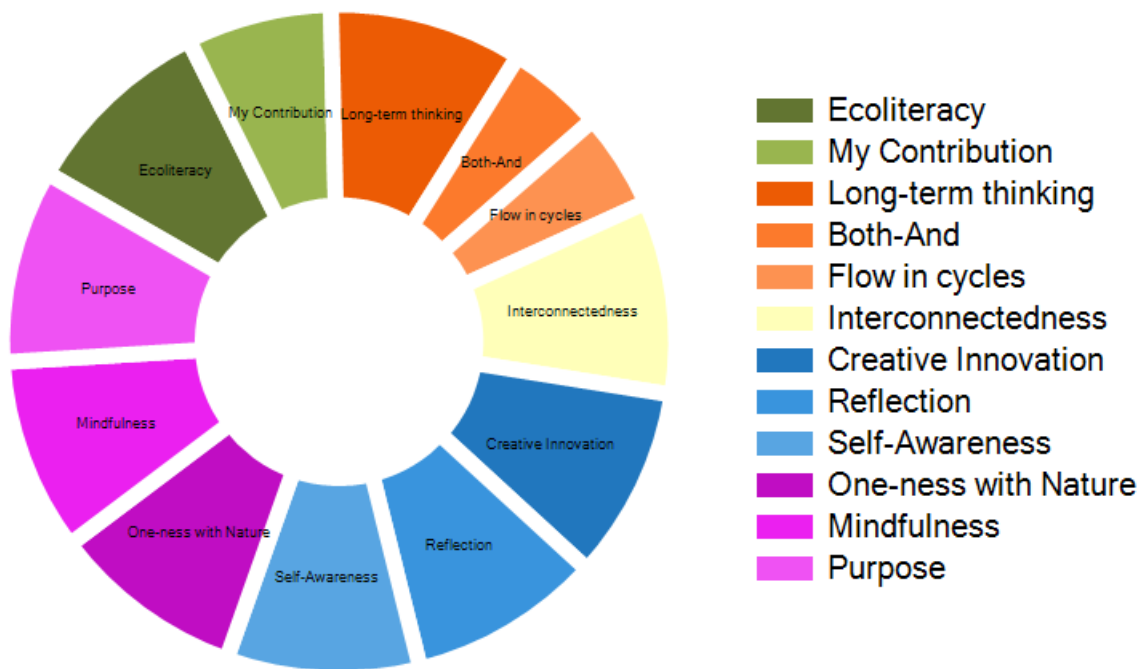 My Contribution
Long-term thinking
Both-And
Flow in cycles
Interconnectedness
Creative Innovation
Reflection
Self-Awareness
One-ness with Nature
Mindfulness
Purpose
Ecoliteracy
Ecoliteracy
My Contribution
Long-term thinking
Both-And
Flow in cycles
Interconnectedness
Creative Innovation
Reflection
Self-Awareness
One-ness with Nature
Mindfulness
Purpose